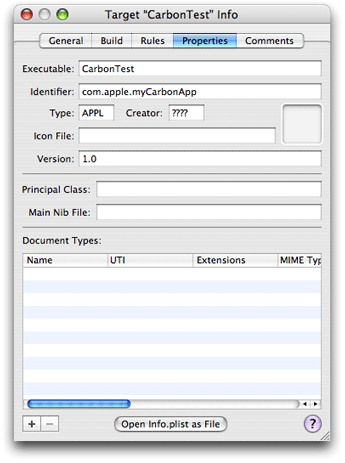 Target “CarbonTest” Info
General Build Rules Properties Comments
Executable: CarbonTest
Identifier: com.apple.myCarbonApp
Type: APPL Creator: ????
Icon File:
Version: 1.0
Principal Class:
Main Nib File:
Document Types:
Name UTI Extensions MIME Typ
+ − Open Info.plist as File ?